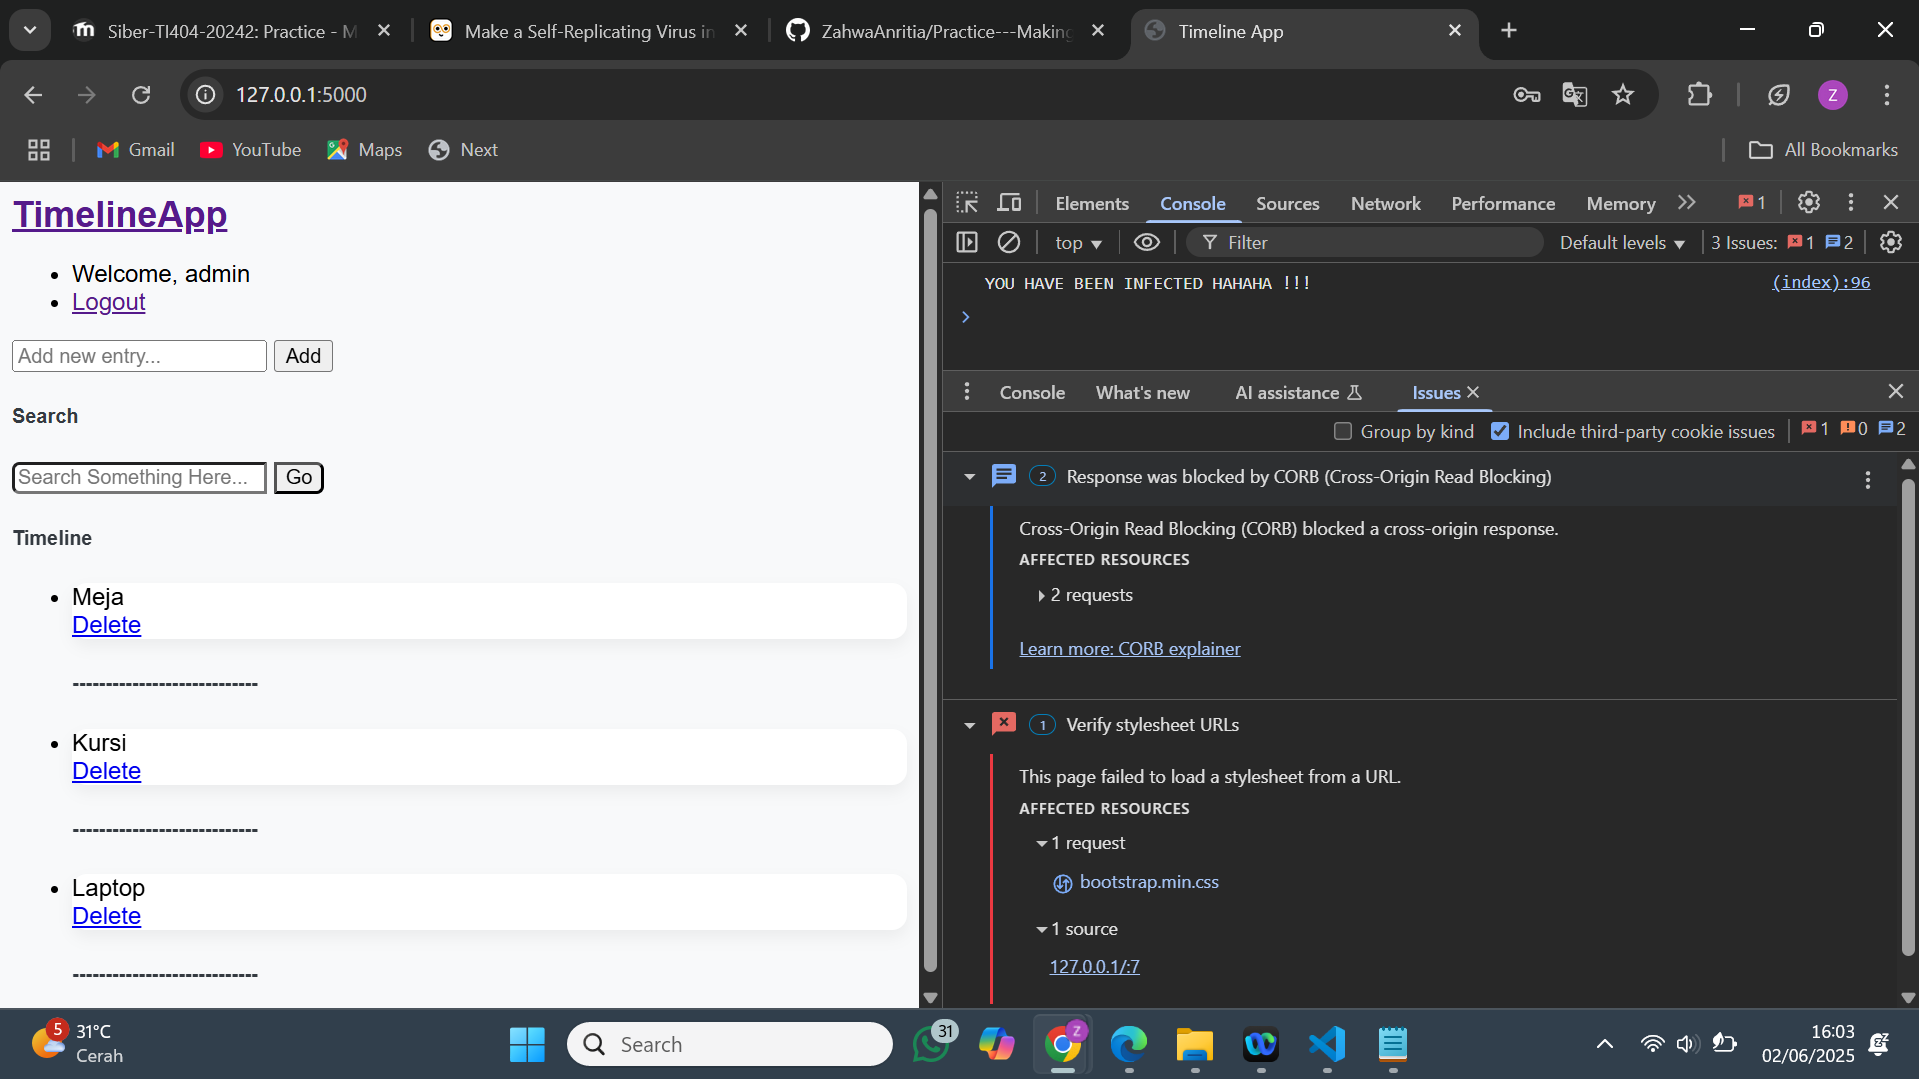 Siber-TI404-20242: Practice - M
Make a Self-Replicating Virus in
ZahwaAnritia/Practice---Making
Timeline App
127.0.0.1:5000
Z
Gmail
YouTube
Maps
Next
All Bookmarks
TimelineApp
Welcome, admin
Logout
Add new entry...
Add
Search
Search Something Here...
Go
Timeline
Meja
Delete
----------------------------
Kursi
Delete
----------------------------
Laptop
Delete
----------------------------
Elements
Console
Sources
Network
Performance
Memory
1
top
Filter
Default levels
3 Issues:
1
2
YOU HAVE BEEN INFECTED HAHAHA !!!
(index):96
Console
What's new
AI assistance
Issues
Group by kind
Include third-party cookie issues
1
0
2
2
Response was blocked by CORB (Cross-Origin Read Blocking)
Cross-Origin Read Blocking (CORB) blocked a cross-origin response.
AFFECTED RESOURCES
2 requests
Learn more: CORB explainer
1
Verify stylesheet URLs
This page failed to load a stylesheet from a URL.
AFFECTED RESOURCES
1 request
bootstrap.min.css
1 source
127.0.0.1/:7
5
31°C
Cerah
Search
31
Z
16:03
02/06/2025